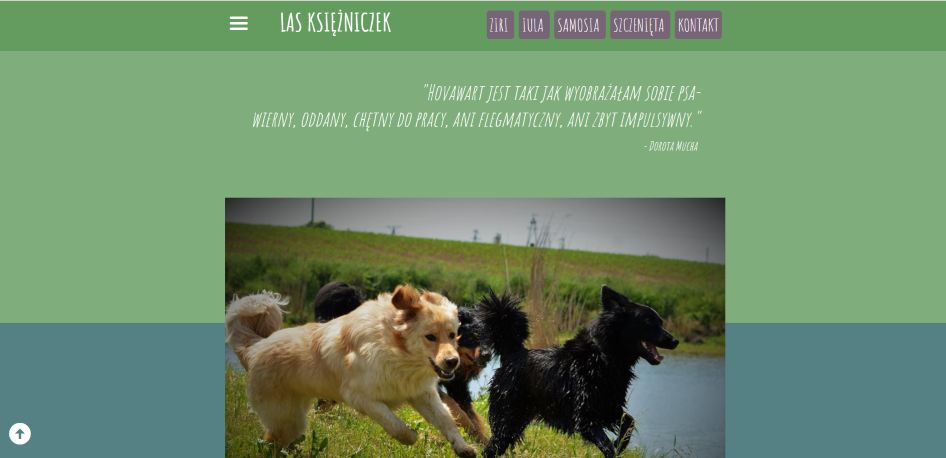 LAS KSIĘŻNICZEK
ZIRI IULA SAMOSIA SZCZENIĘTA KONTAKT
"HOVAWART JEST TAKI JAK WYOBRAŻAŁAM SOBIE PSA-
WIERNY, ODDANY, CHĘTNY DO PRACY, ANI FLEGMATYCZNY, ANI ZBYT IMPULSYWNY."
- DOROTA MUCHA